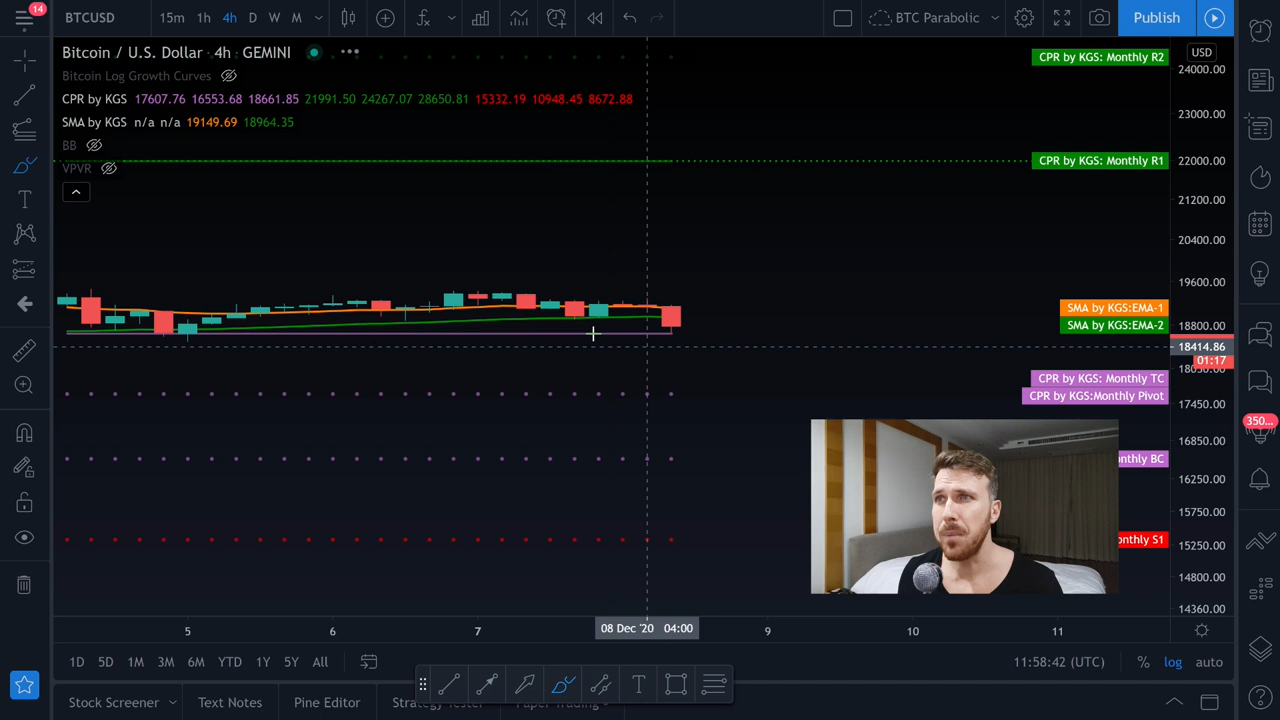 14
BTCUSD
15m 1h 4h D W M
BTC Parabolic
Publish
Bitcoin / U.S. Dollar · 4h · GEMINI
USD
Bitcoin Log Growth Curves
CPR by KGS 17607.76 16553.68 18661.85 21991.50 24267.07 28650.81 15332.19 10948.45 8672.88
SMA by KGS n/a n/a 19149.69 18964.35
BB
VPVR
CPR by KGS: Monthly R2
24000.00
23000.00
CPR by KGS: Monthly R1
22000.00
21200.00
20400.00
19600.00
SMA by KGS:EMA-1
SMA by KGS:EMA-2
18800.00
18414.86
01:17
CPR by KGS: Monthly TC
CPR by KGS:Monthly Pivot
17450.00
350...
16850.00
onthly BC
16250.00
15750.00
onthly S1
15250.00
14800.00
14360.00
5 6 7
08 Dec '20 04:00
9 10 11
1D 5D 1M 3M 6M YTD 1Y 5Y All
11:58:42 (UTC)
% log auto
Stock Screener
Text Notes
Pine Editor
Strategy Tester
Paper Trading